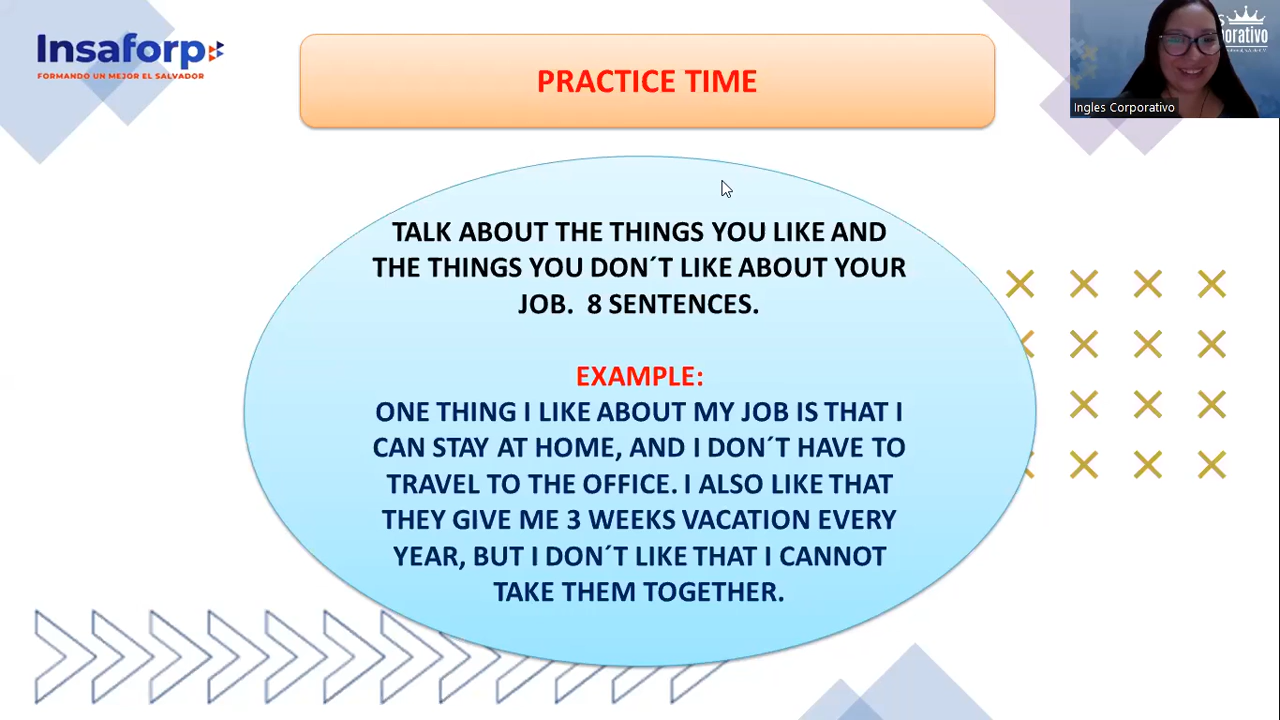 Insaforp
FORMANDO UN MEJOR EL SALVADOR
PRACTICE TIME
Ingles Corporativo
TALK ABOUT THE THINGS YOU LIKE AND
THE THINGS YOU DON´T LIKE ABOUT YOUR
JOB.  8 SENTENCES.
EXAMPLE:
ONE THING I LIKE ABOUT MY JOB IS THAT I
CAN STAY AT HOME, AND I DON´T HAVE TO
TRAVEL TO THE OFFICE. I ALSO LIKE THAT
THEY GIVE ME 3 WEEKS VACATION EVERY
YEAR, BUT I DON´T LIKE THAT I CANNOT
TAKE THEM TOGETHER.